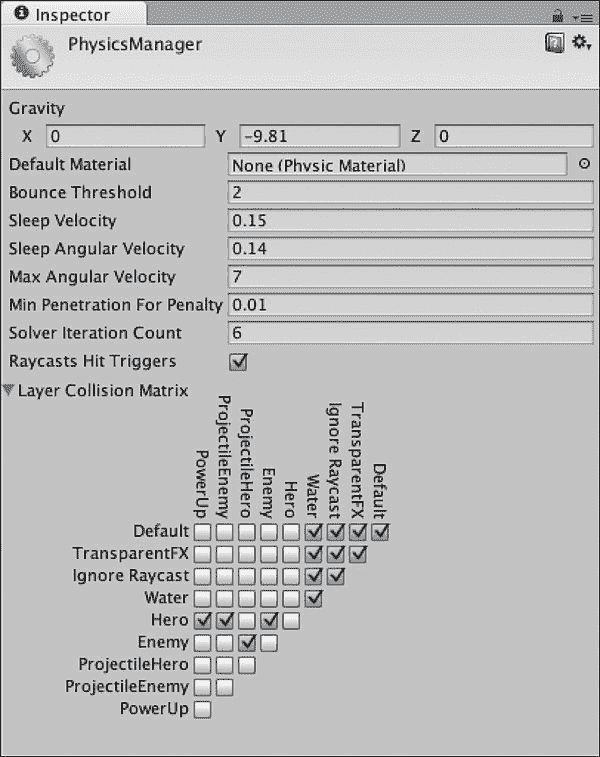 Inspector
PhysicsManager
Gravity
X 0 Y -9.81 Z 0
Default Material None (Physic Material)
Bounce Threshold 2
Sleep Velocity 0.15
Sleep Angular Velocity 0.14
Max Angular Velocity 7
Min Penetration For Penalty 0.01
Solver Iteration Count 6
Raycasts Hit Triggers
Layer Collision Matrix
PowerUp
ProjectileEnemy
ProjectileHero
Enemy
Hero
Water
Ignore Raycast
TransparentFX
Default
Default
TransparentFX
Ignore Raycast
Water
Hero
Enemy
ProjectileHero
ProjectileEnemy
PowerUp